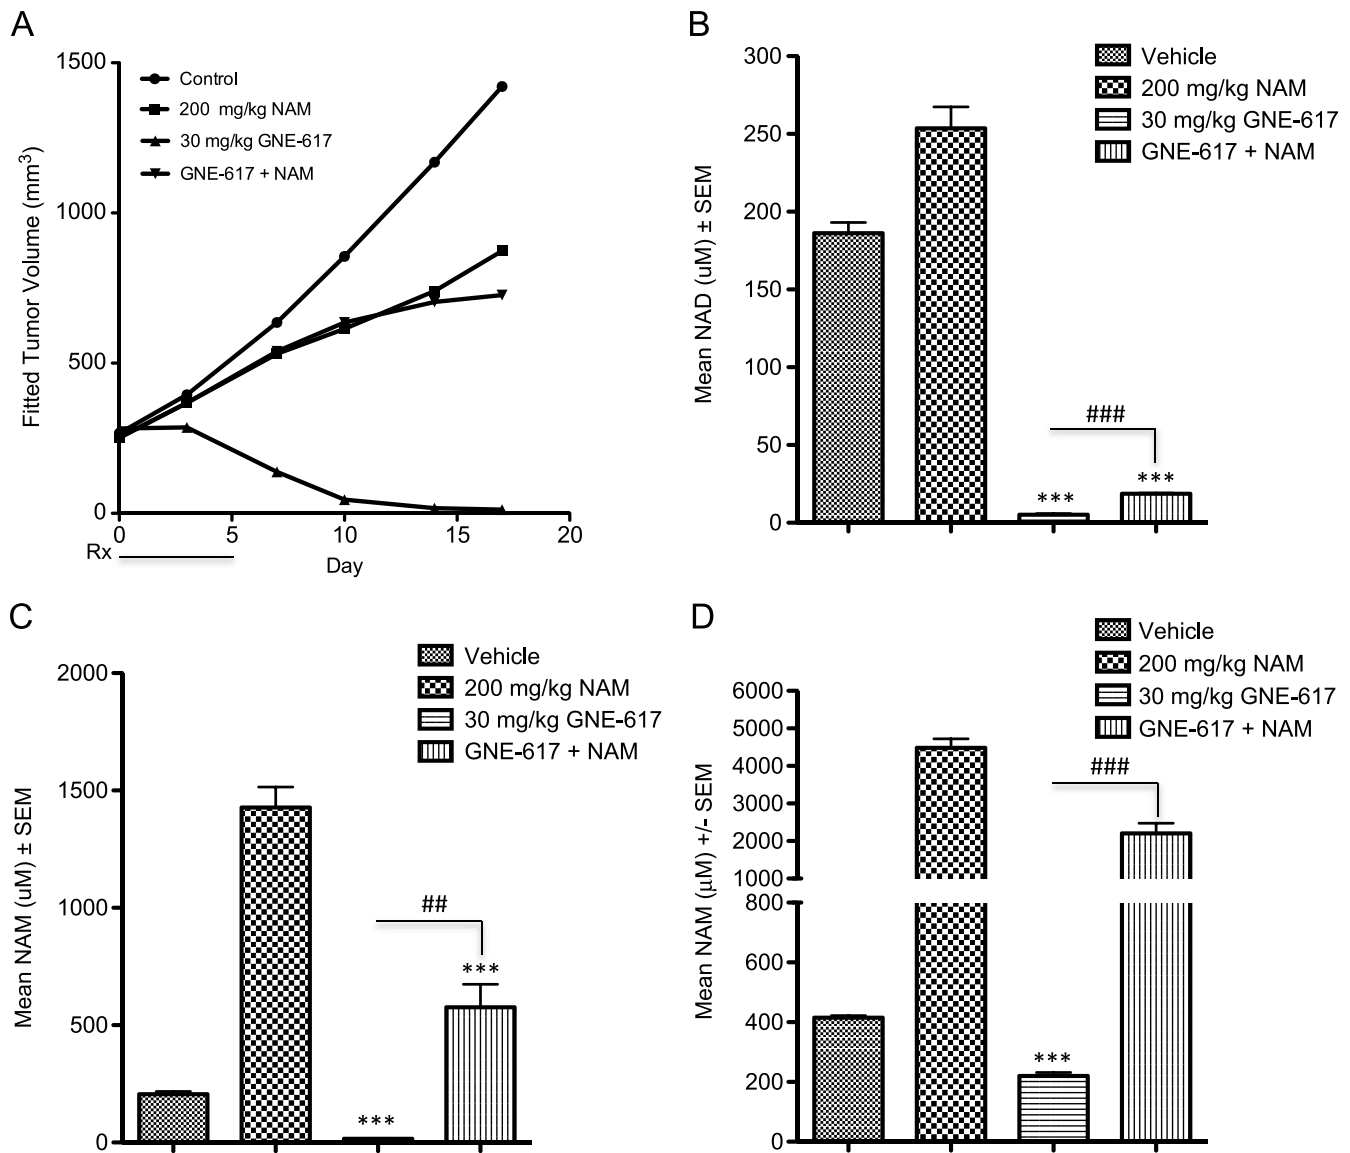 A
1500
1000
500
0
Fitted Tumor Volume (mm³)
Control
200 mg/kg NAM
30 mg/kg GNE-617
GNE-617 + NAM
0 5 10 15 20
Rx
Day
B
300
250
200
150
100
50
0
Mean NAD (uM) ± SEM
Vehicle
200 mg/kg NAM
30 mg/kg GNE-617
GNE-617 + NAM
###
***
***
C
2000
1500
1000
500
0
Mean NAM (uM) ± SEM
Vehicle
200 mg/kg NAM
30 mg/kg GNE-617
GNE-617 + NAM
##
***
***
D
6000
5000
4000
3000
2000
1000
800
600
400
200
0
Mean NAM (μM) +/- SEM
Vehicle
200 mg/kg NAM
30 mg/kg GNE-617
GNE-617 + NAM
###
***